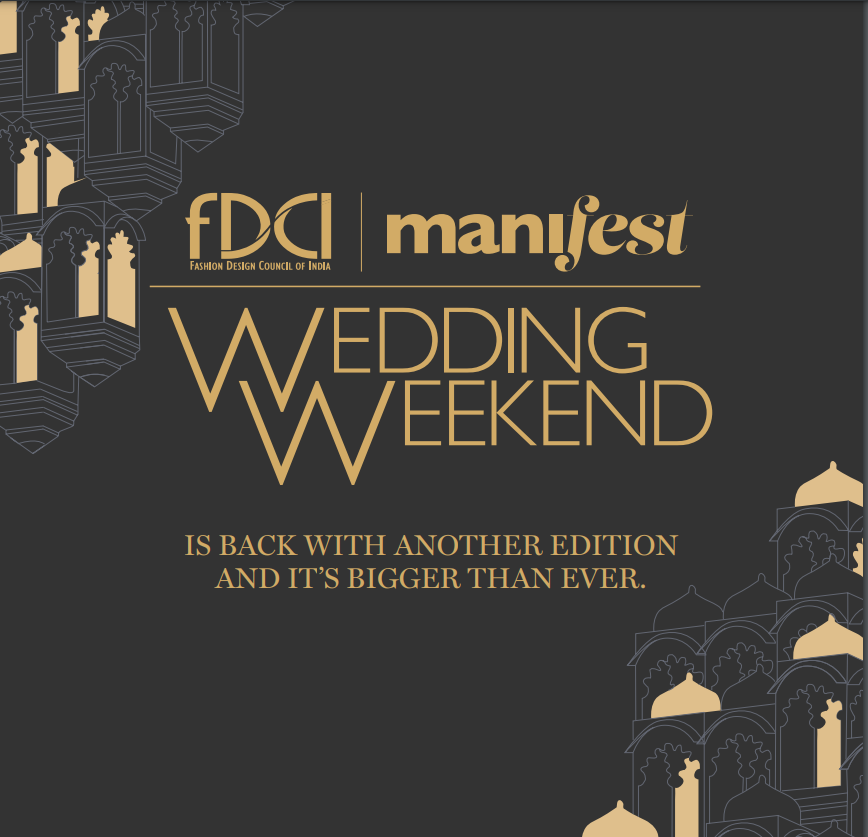 fDCI
FASHION DESIGN COUNCIL OF INDIA
manifest
WEDDING
WEEKEND
IS BACK WITH ANOTHER EDITION
AND IT'S BIGGER THAN EVER.